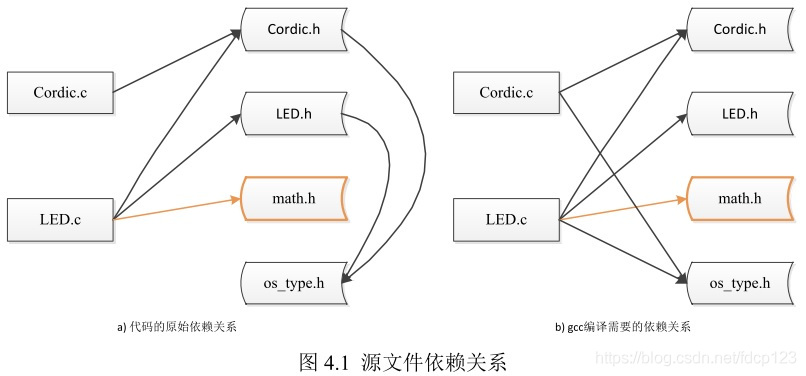 Cordic.h
Cordic.h
Cordic.c
Cordic.c
LED.h
LED.h
math.h
math.h
LED.c
LED.c
os_type.h
os_type.h
a) 代码的原始依赖关系
b) gcc编译需要的依赖关系
图 4.1 源文件依赖关系
https://blog.csdn.net/fdcp123